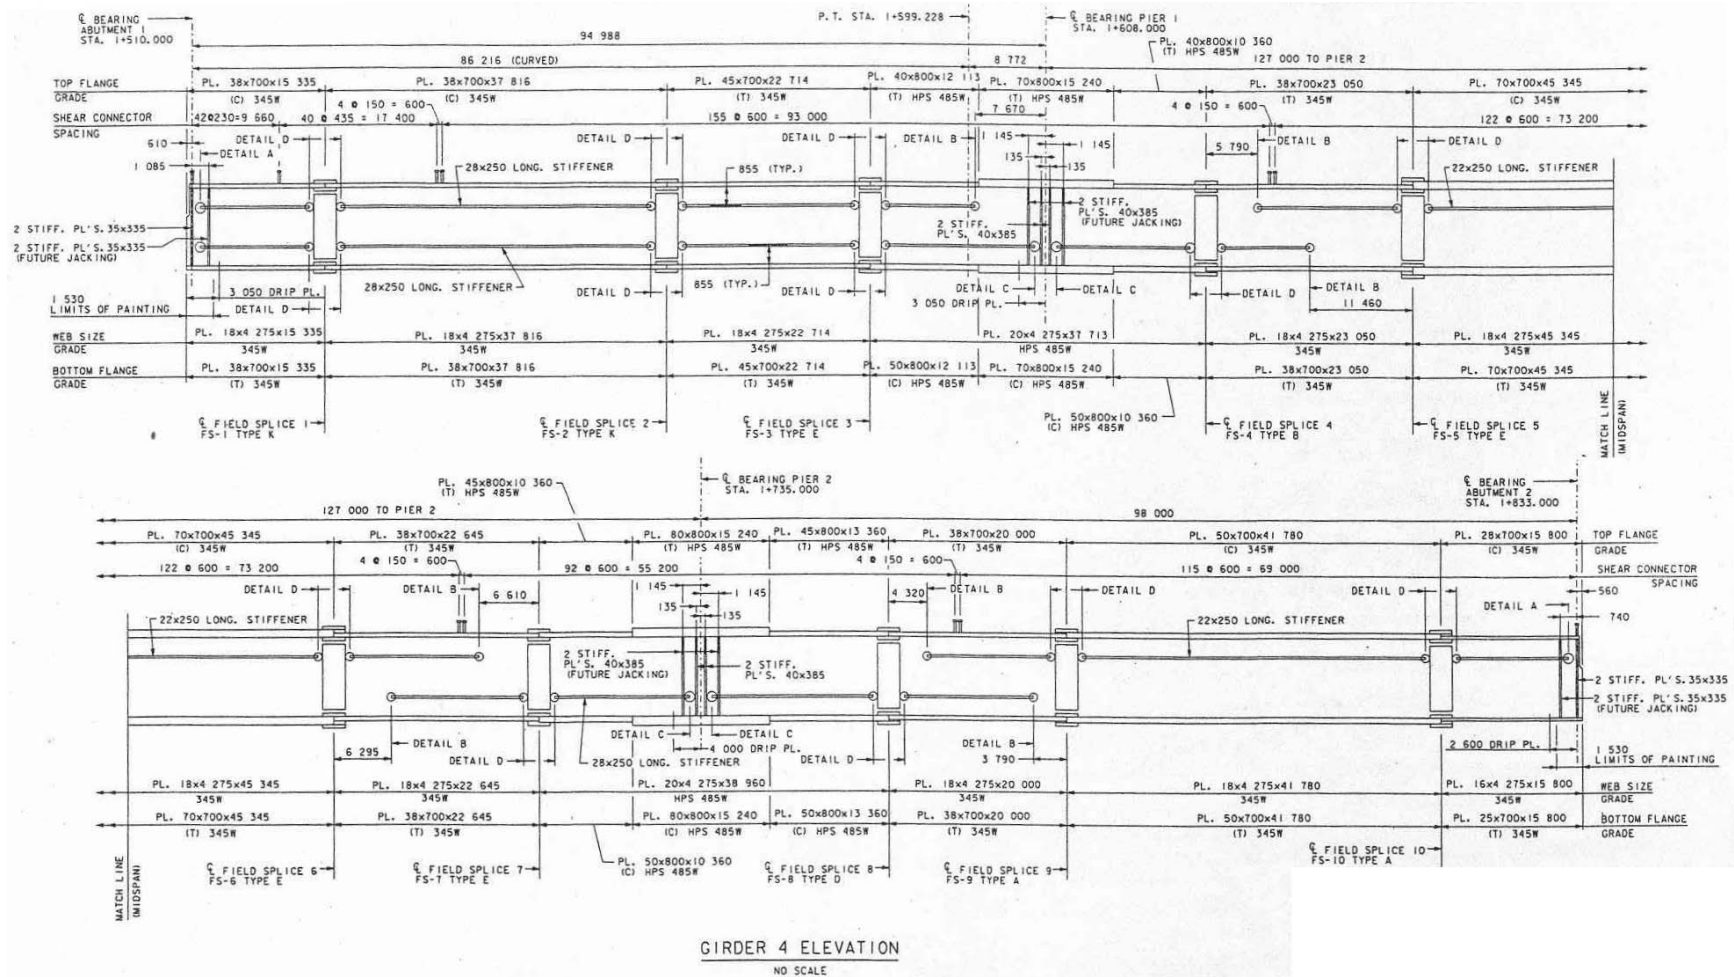 ℄ BEARING
ABUTMENT 1
STA. 1+510.000
P.T. STA. 1+599.228
℄ BEARING PIER 1
STA. 1+608.000
94 988
PL. 40x800x10 360
(T) HPS 485W
86 216 (CURVED)
8 772
127 000 TO PIER 2
TOP FLANGE
PL. 38x700x15 335
PL. 38x700x37 816
PL. 45x700x22 714
PL. 40x800x12 113
PL. 70x800x15 240
PL. 38x700x23 050
PL. 70x700x45 345
GRADE
(C) 345W
(C) 345W
(T) 345W
(T) HPS 485W
(T) HPS 485W
(T) 345W
(C) 345W
4 @ 150 = 600
7 670
4 @ 150 = 600
SHEAR CONNECTOR
SPACING
42@230=9 660
40 @ 435 = 17 400
155 @ 600 = 93 000
122 @ 600 = 73 200
610
DETAIL D
DETAIL D
DETAIL D
DETAIL B
1 145
1 145
DETAIL B
DETAIL D
DETAIL A
5 790
1 085
135
135
28x250 LONG. STIFFENER
855 (TYP.)
22x250 LONG. STIFFENER
2 STIFF.
PL'S. 40x385
(FUTURE JACKING)
2 STIFF.
PL'S. 40x385
2 STIFF. PL'S.35x335
2 STIFF. PL'S.35x335
(FUTURE JACKING)
3 050 DRIP PL.
28x250 LONG. STIFFENER
DETAIL D
855 (TYP.)
DETAIL D
DETAIL C
DETAIL C
DETAIL D
DETAIL B
1 530
LIMITS OF PAINTING
DETAIL D
3 050 DRIP PL.
11 460
WEB SIZE
PL. 18x4 275x15 335
PL. 18x4 275x37 816
PL. 18x4 275x22 714
PL. 20x4 275x37 713
PL. 18x4 275x23 050
PL. 18x4 275x45 345
GRADE
345W
345W
345W
HPS 485W
345W
345W
BOTTOM FLANGE
PL. 38x700x15 335
PL. 38x700x37 816
PL. 45x700x22 714
PL. 50x800x12 113
PL. 70x800x15 240
PL. 38x700x23 050
PL. 70x700x45 345
GRADE
(T) 345W
(T) 345W
(T) 345W
(C) HPS 485W
(C) HPS 485W
(T) 345W
(T) 345W
PL. 50x800x10 360
(C) HPS 485W
℄ FIELD SPLICE 1
FS-1 TYPE K
℄ FIELD SPLICE 2
FS-2 TYPE K
℄ FIELD SPLICE 3
FS-3 TYPE E
℄ FIELD SPLICE 4
FS-4 TYPE B
℄ FIELD SPLICE 5
FS-5 TYPE E
MATCH LINE
(MIDSPAN)
PL. 45x800x10 360
(T) HPS 485W
℄ BEARING PIER 2
STA. 1+735.000
℄ BEARING
ABUTMENT 2
STA. 1+833.000
127 000 TO PIER 2
98 000
PL. 70x700x45 345
PL. 38x700x22 645
PL. 80x800x15 240
PL. 45x800x13 360
PL. 38x700x20 000
PL. 50x700x41 780
PL. 28x700x15 800
TOP FLANGE
(C) 345W
(T) 345W
(T) HPS 485W
(T) HPS 485W
(T) 345W
(C) 345W
(C) 345W
GRADE
4 @ 150 = 600
4 @ 150 = 600
122 @ 600 = 73 200
92 @ 600 = 55 200
115 @ 600 = 69 000
SHEAR CONNECTOR
SPACING
DETAIL D
DETAIL B
1 145
1 145
DETAIL B
DETAIL D
DETAIL D
560
6 610
4 320
DETAIL A
135
135
740
22x250 LONG. STIFFENER
22x250 LONG. STIFFENER
2 STIFF.
PL'S. 40x385
(FUTURE JACKING)
2 STIFF.
PL'S. 40x385
2 STIFF. PL'S.35x335
2 STIFF. PL'S.35x335
(FUTURE JACKING)
DETAIL B
DETAIL C
DETAIL C
DETAIL B
6 295
4 000 DRIP PL.
2 600 DRIP PL.
1 530
LIMITS OF PAINTING
DETAIL D
28x250 LONG. STIFFENER
DETAIL D
3 790
PL. 18x4 275x45 345
PL. 18x4 275x22 645
PL. 20x4 275x38 960
PL. 18x4 275x20 000
PL. 18x4 275x41 780
PL. 16x4 275x15 800
WEB SIZE
345W
345W
HPS 485W
345W
345W
345W
GRADE
PL. 70x700x45 345
PL. 38x700x22 645
PL. 80x800x15 240
PL. 50x800x13 360
PL. 38x700x20 000
PL. 50x700x41 780
PL. 25x700x15 800
BOTTOM FLANGE
(T) 345W
(T) 345W
(C) HPS 485W
(C) HPS 485W
(T) 345W
(T) 345W
(T) 345W
GRADE
℄ FIELD SPLICE 6
FS-6 TYPE E
℄ FIELD SPLICE 7
FS-7 TYPE E
PL. 50x800x10 360
(C) HPS 485W
℄ FIELD SPLICE 8
FS-8 TYPE D
℄ FIELD SPLICE 9
FS-9 TYPE A
℄ FIELD SPLICE 10
FS-10 TYPE A
MATCH LINE
(MIDSPAN)
GIRDER 4 ELEVATION
NO SCALE